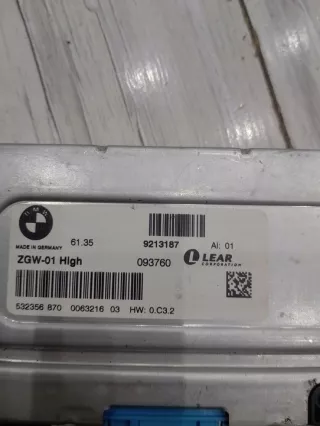 BMW
MADE IN GERMANY
61.35
9213187
AI: 01
ZGW-01 High
093760
LEAR
CORPORATION
532356 870 0063216 03 HW: 0.C3.2